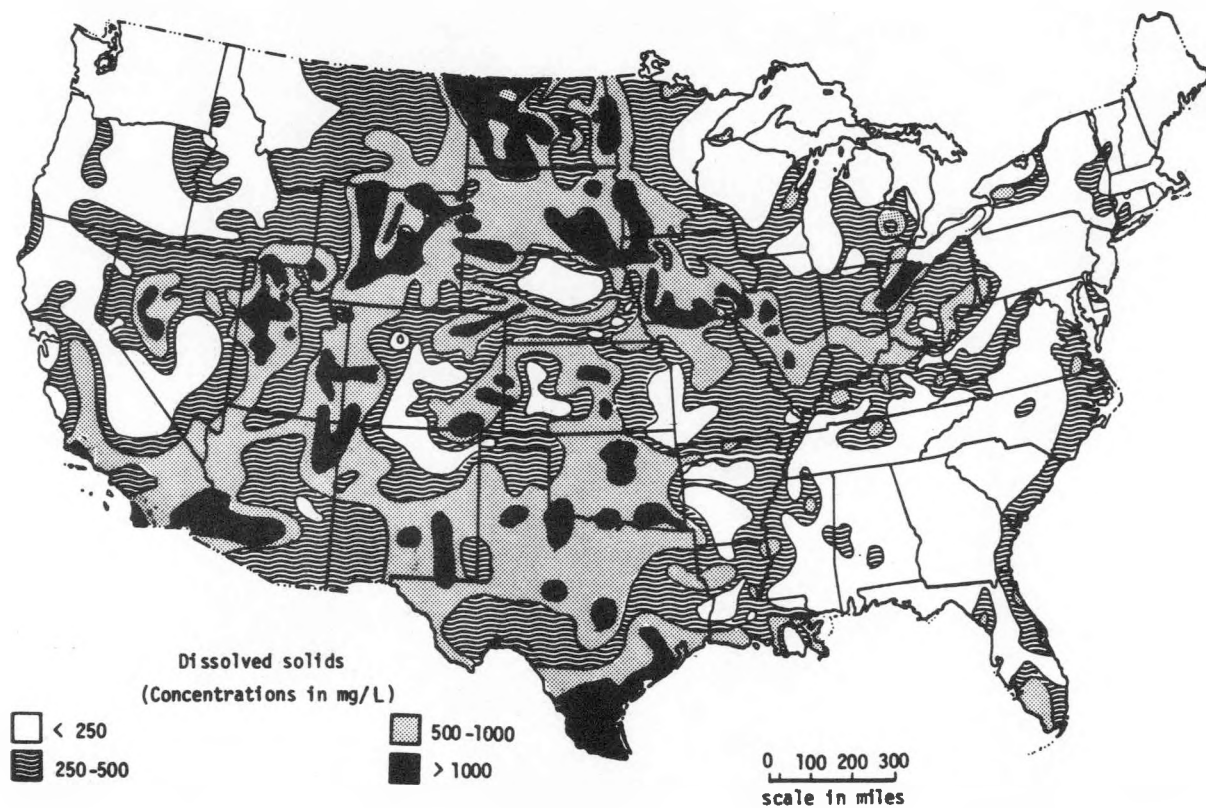 Dissolved solids
(Concentrations in mg/L)
< 250
250-500
500-1000
> 1000
0 100 200 300
scale in miles